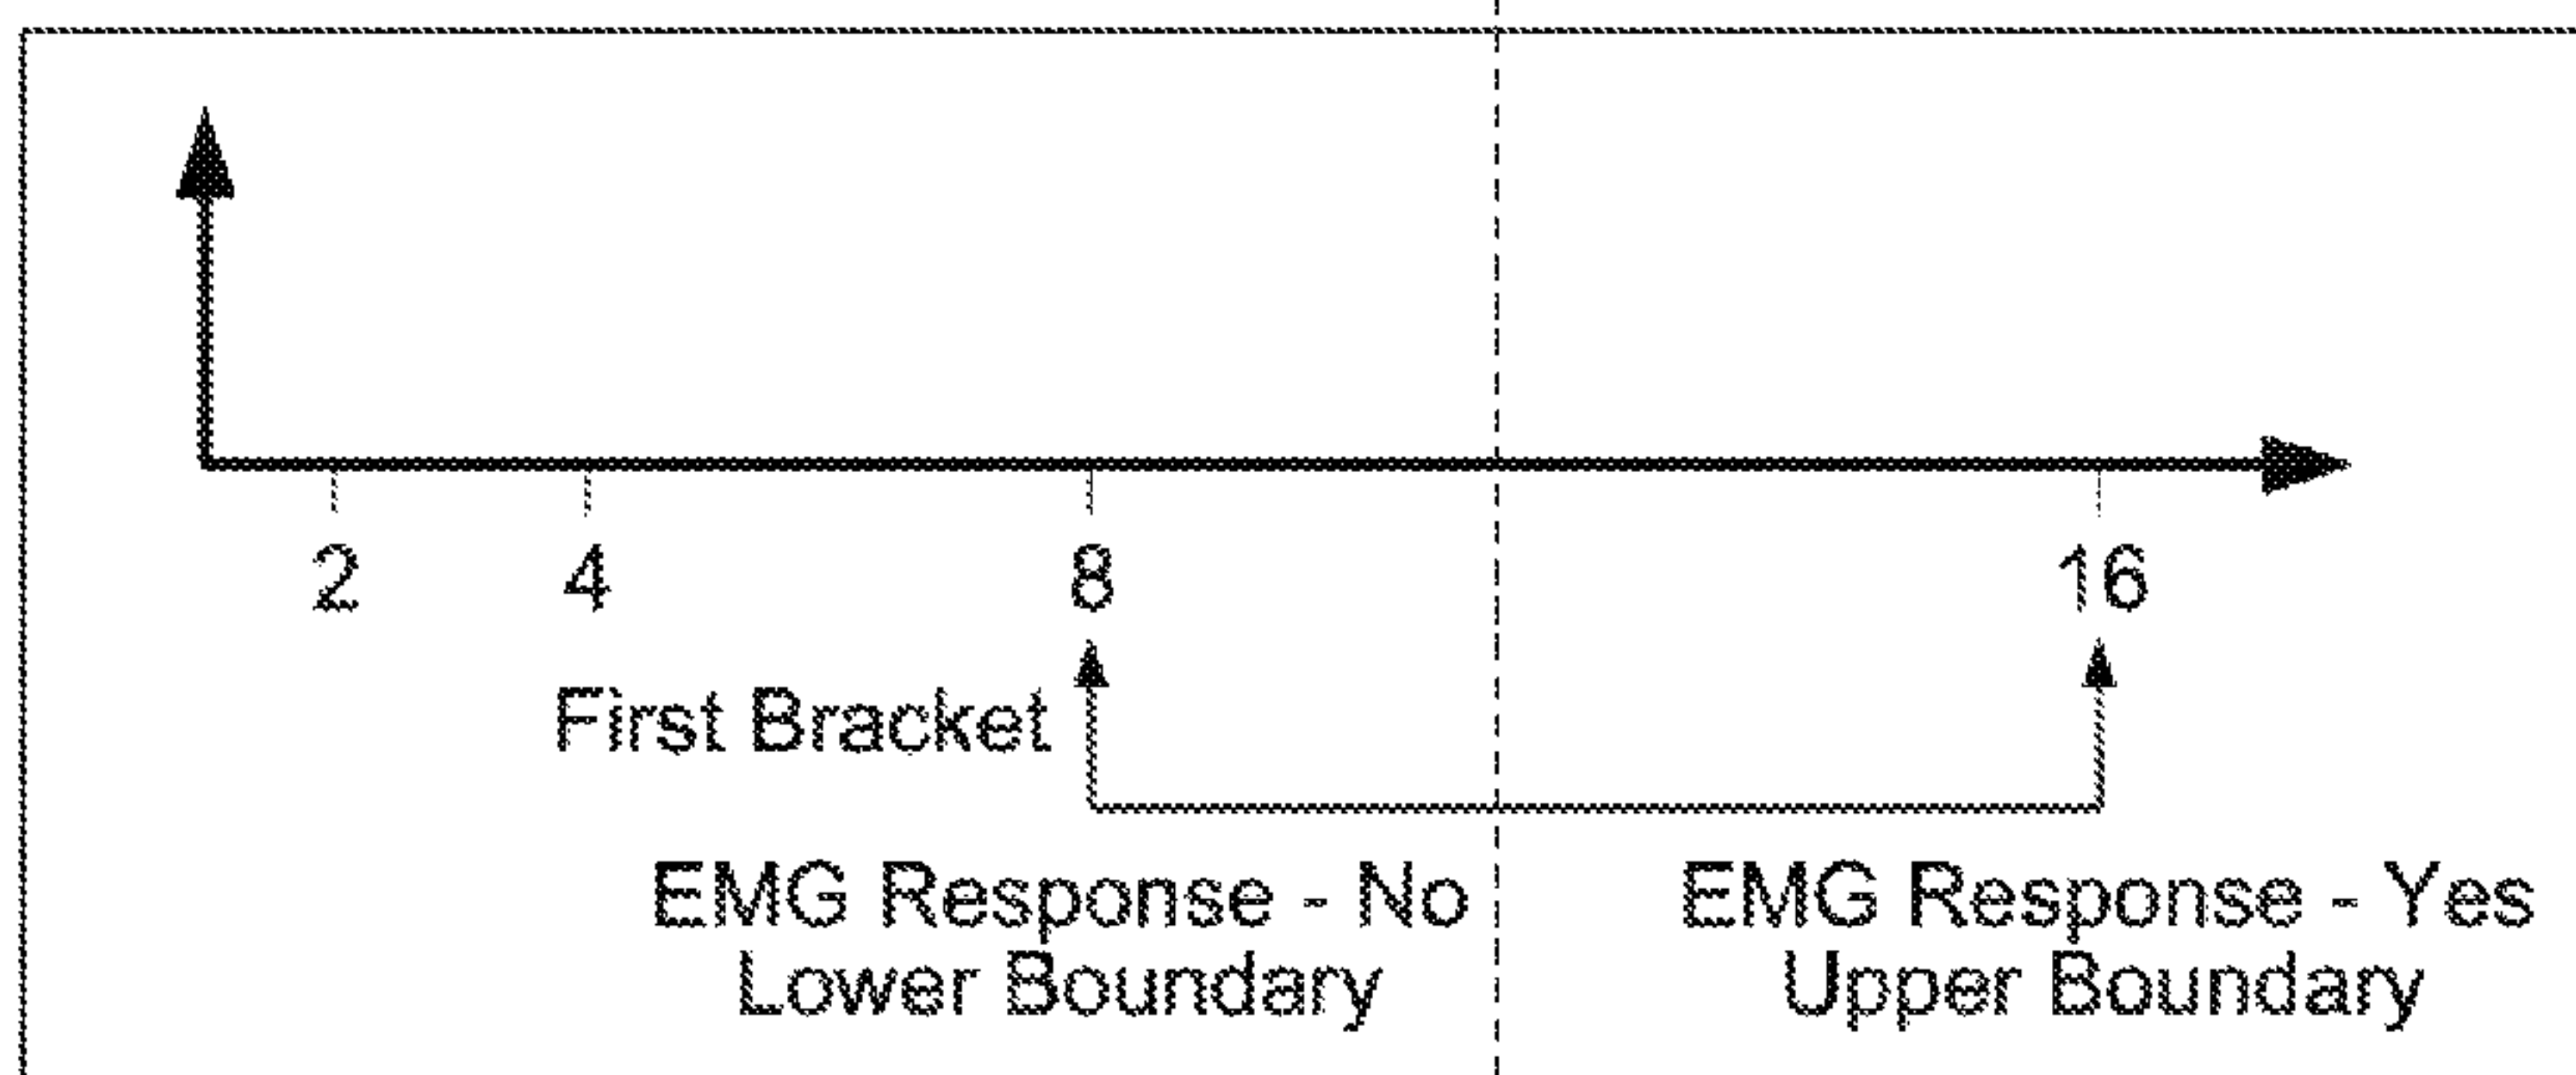 2 4 8 16
First Bracket
EMG Response - No EMG Response - Yes
Lower Boundary Upper Boundary